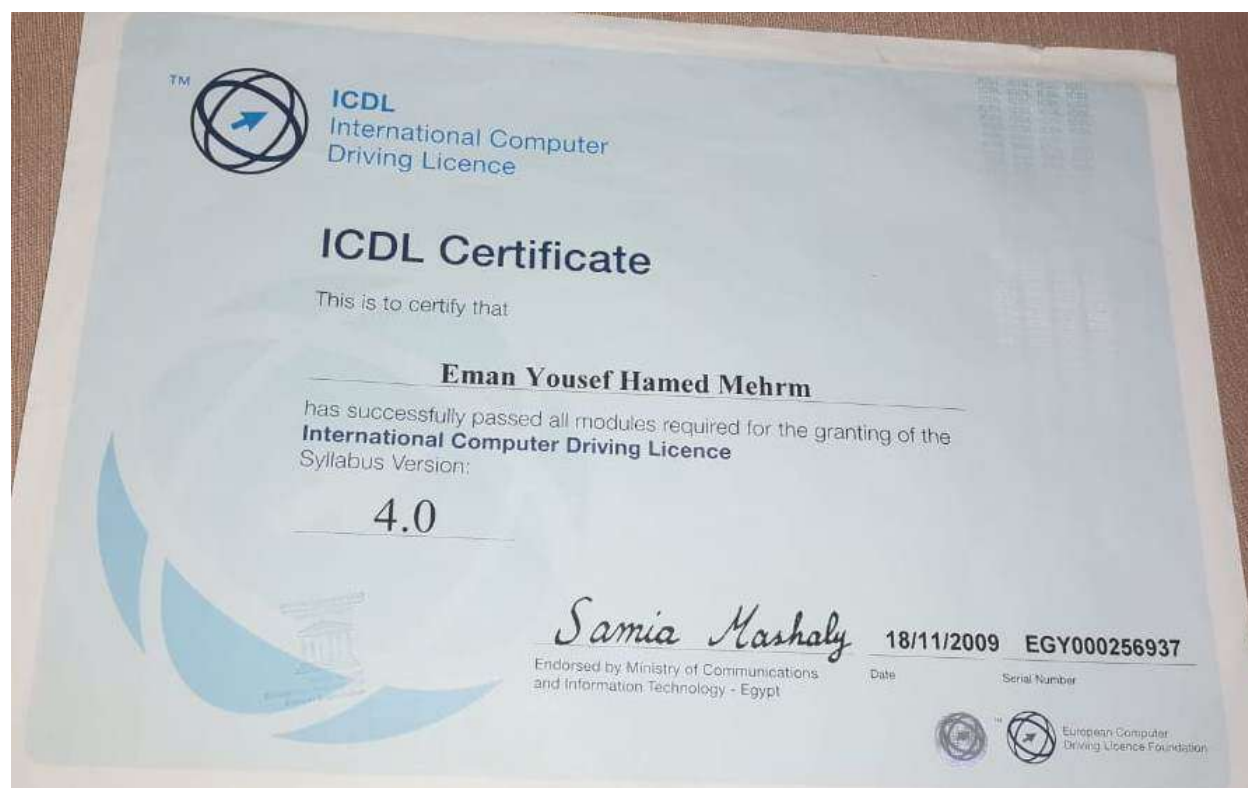 TM
ICDL
International Computer
Driving Licence
ICDL Certificate
This is to certify that
Eman Yousef Hamed Mehrm
has successfully passed all modules required for the granting of the
International Computer Driving Licence
Syllabus Version:
4.0
Samia Mashaly
18/11/2009 EGY000256937
Endorsed by Ministry of Communications
and Information Technology - Egypt
Date
Serial Number
TM
European Computer
Driving Licence Foundation